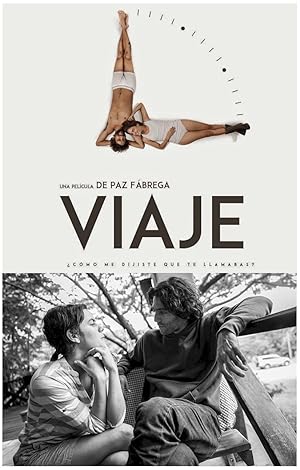 UNA PELÍCULA DE PAZ FÁBREGA
VIAJE
¿CÓMO ME DIJISTE QUE TE LLAMABAS?